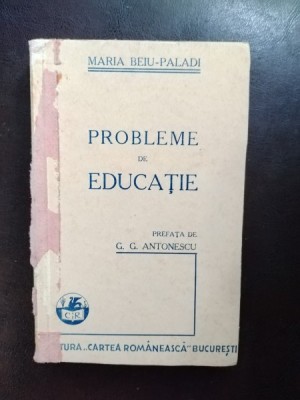 MARIA BEIU-PALADI
PROBLEME
DE
EDUCAȚIE
PREFAȚA DE
G. G. ANTONESCU
C R
TURA „CARTEA ROMÂNEASCĂ" BUCUREȘTI